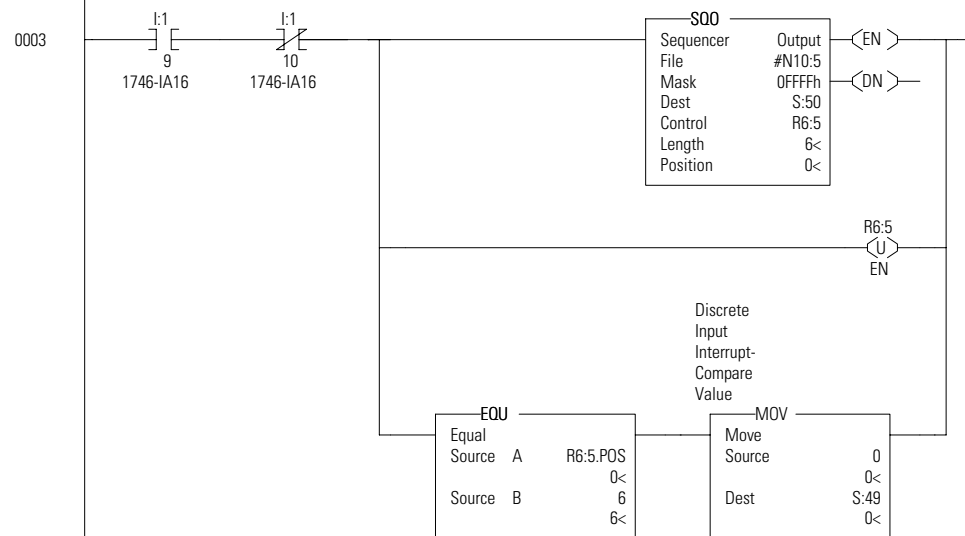 0003
I:1
9
1746-IA16
I:1
10
1746-IA16
SQO
Sequencer Output
File #N10:5
Mask 0FFFFh
Dest S:50
Control R6:5
Length 6<
Position 0<
EN
DN
R6:5
U
EN
Discrete
Input
Interrupt-
Compare
Value
EQU
Equal
Source A R6:5.POS
0<
Source B 6
6<
MOV
Move
Source 0
0<
Dest S:49
0<